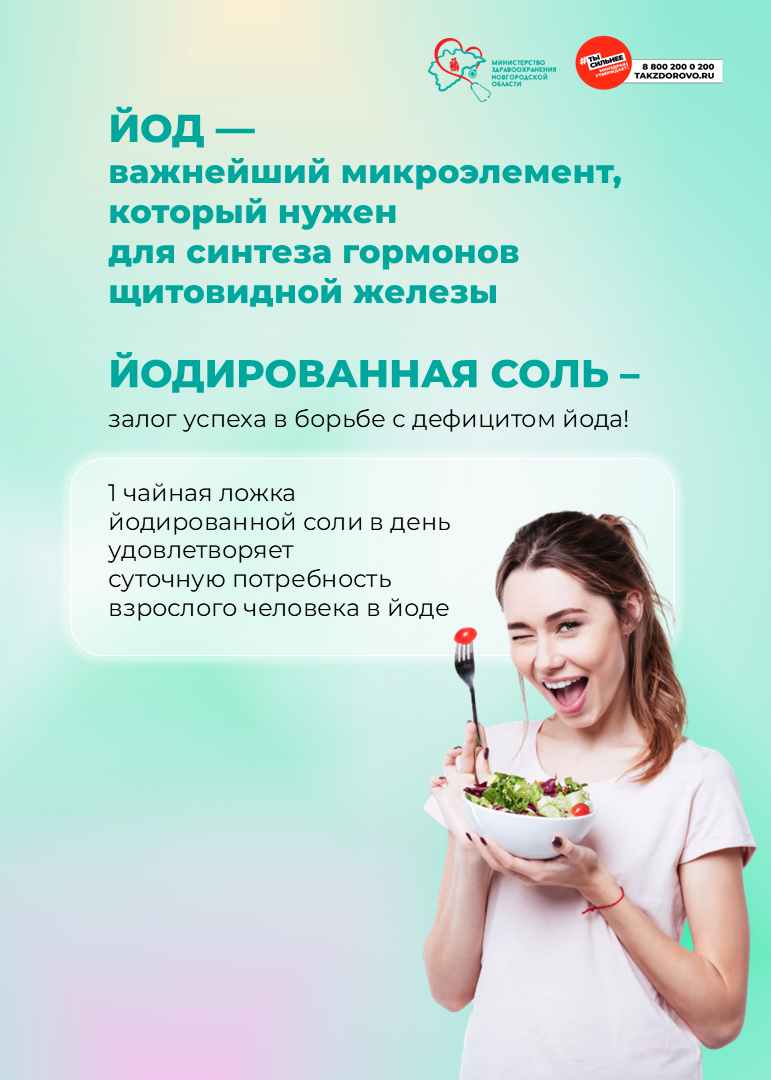 МИНИСТЕРСТВО
ЗДРАВООХРАНЕНИЯ
НОВГОРОДСКОЙ
ОБЛАСТИ
#ТЫ
СИЛЬНЕЕ
МИНЗДРАВ
УТВЕРЖДАЕТ!
8 800 200 0 200
TAKZDOROVO.RU
ЙОД —
важнейший микроэлемент,
который нужен
для синтеза гормонов
щитовидной железы
ЙОДИРОВАННАЯ СОЛЬ –
залог успеха в борьбе с дефицитом йода!
1 чайная ложка
йодированной соли в день
удовлетворяет
суточную потребность
взрослого человека в йоде